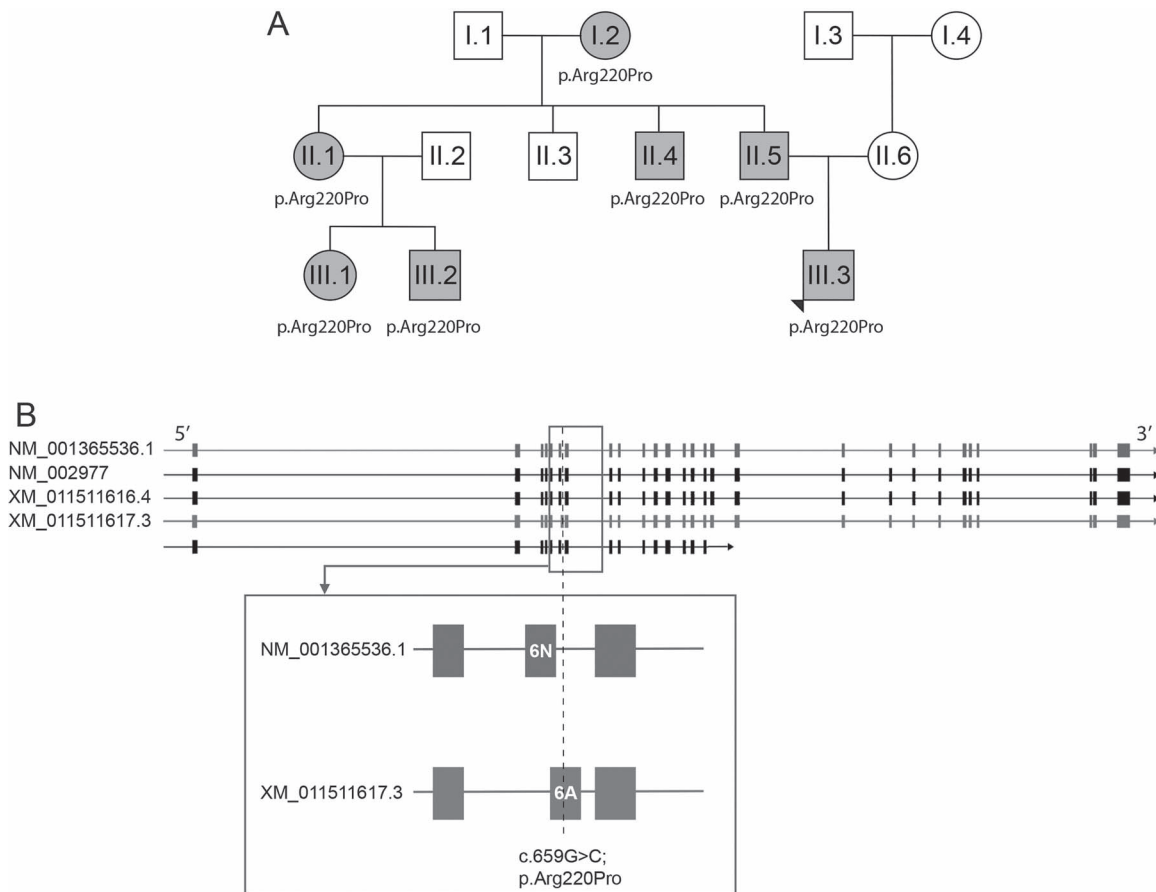 A
I.1
I.2
I.3
I.4
p.Arg220Pro
II.1
II.2
II.3
II.4
II.5
II.6
p.Arg220Pro
p.Arg220Pro
p.Arg220Pro
III.1
III.2
III.3
p.Arg220Pro
p.Arg220Pro
p.Arg220Pro
B
5′
3′
NM_001365536.1
NM_002977
XM_011511616.4
XM_011511617.3
NM_001365536.1
6N
XM_011511617.3
6A
c.659G>C;
p.Arg220Pro